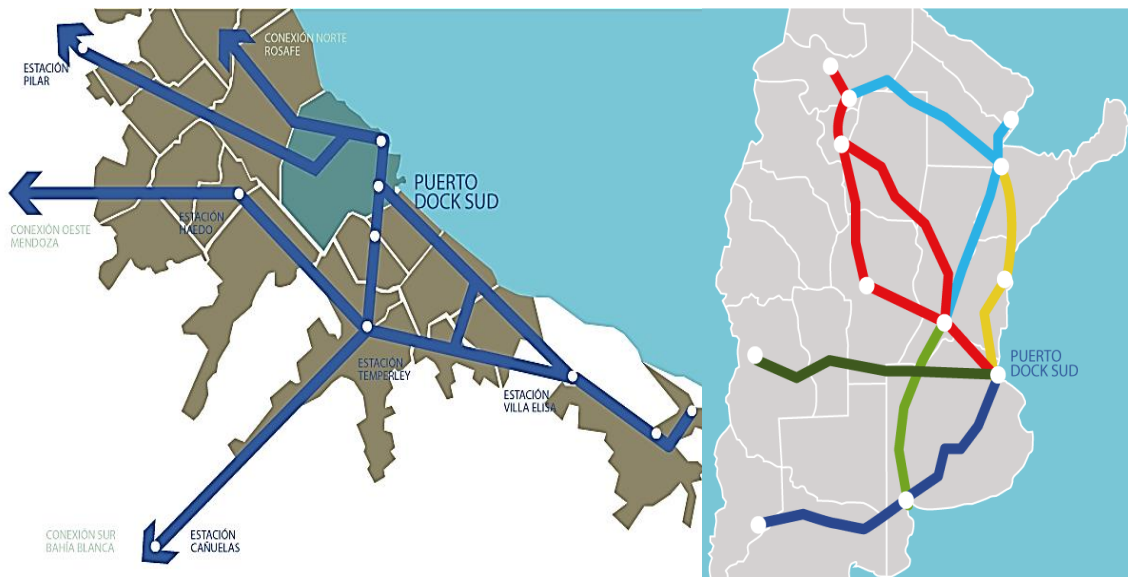 CONEXIÓN NORTE
ROSAFE
ESTACIÓN
PILAR
PUERTO
DOCK SUD
ESTACIÓN
HAEDO
CONEXIÓN OESTE
MENDOZA
ESTACIÓN
TEMPERLEY
ESTACIÓN
VILLA ELISA
CONEXIÓN SUR
BAHÍA BLANCA
ESTACIÓN
CAÑUELAS
PUERTO
DOCK SUD